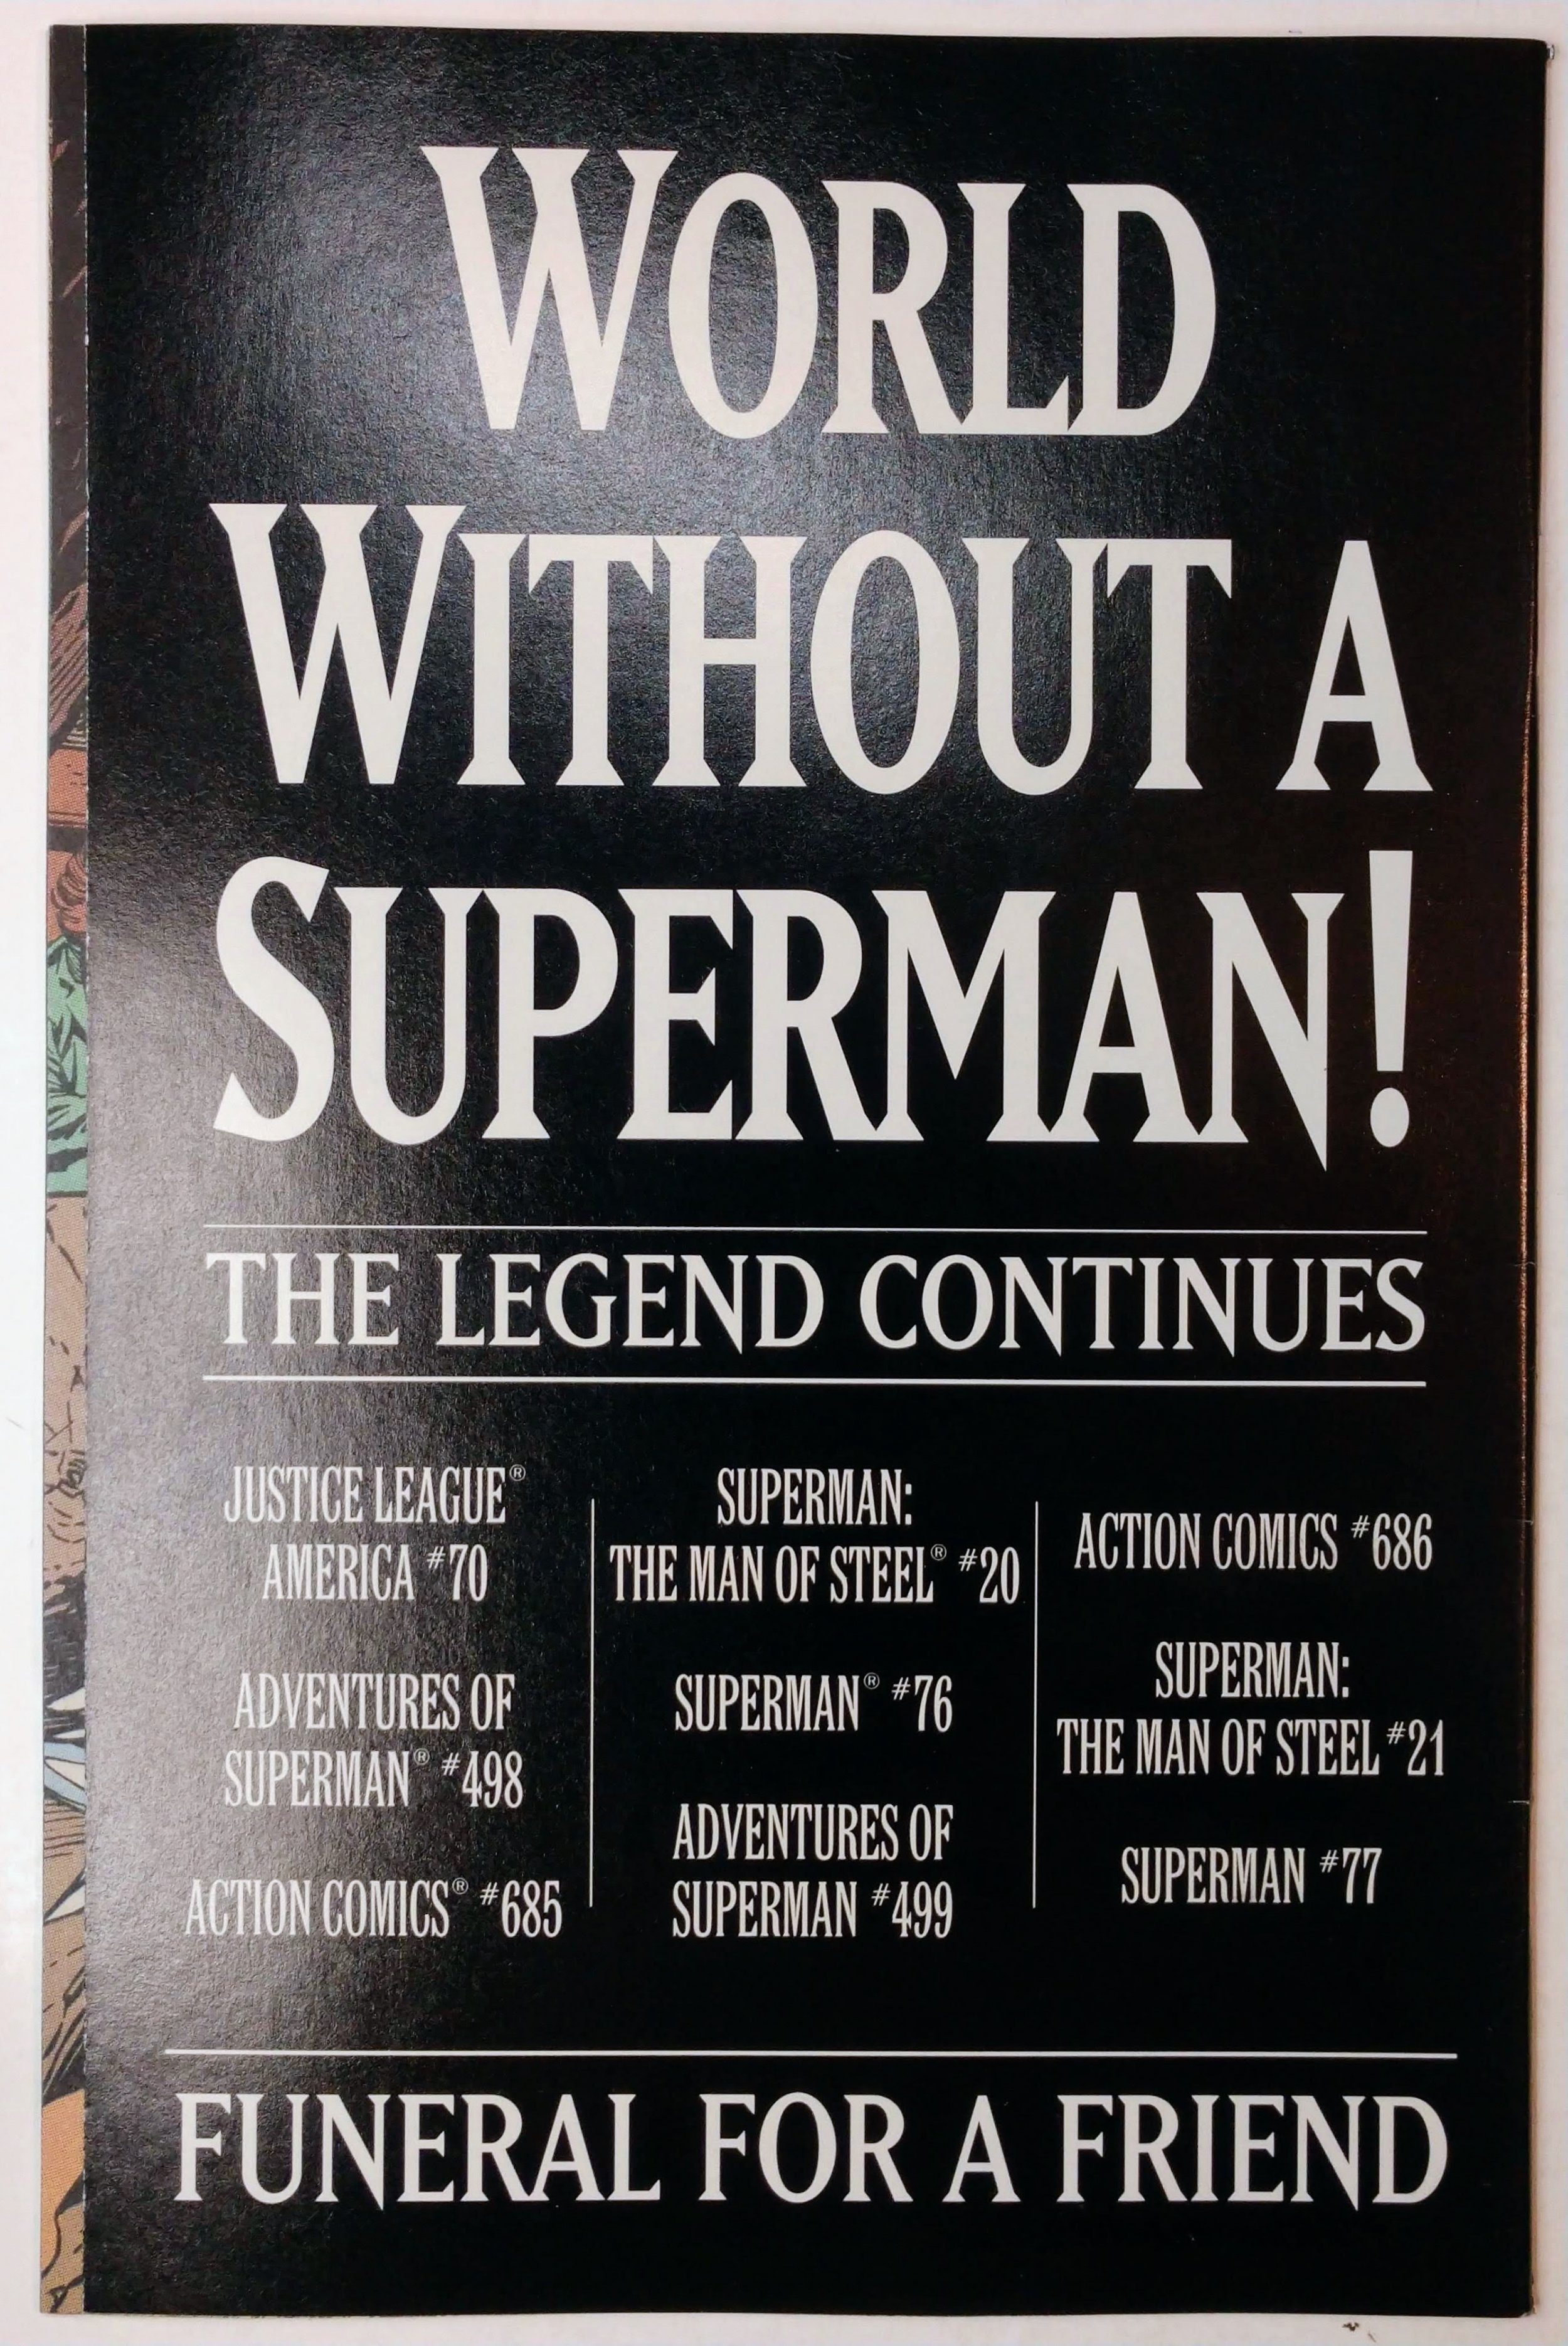 WORLD
WITHOUT A
SUPERMAN!
THE LEGEND CONTINUES
JUSTICE LEAGUE®
AMERICA #70
ADVENTURES OF
SUPERMAN® #498
ACTION COMICS® #685
SUPERMAN:
THE MAN OF STEEL® #20
SUPERMAN® #76
ADVENTURES OF
SUPERMAN #499
ACTION COMICS #686
SUPERMAN:
THE MAN OF STEEL #21
SUPERMAN #77
FUNERAL FOR A FRIEND